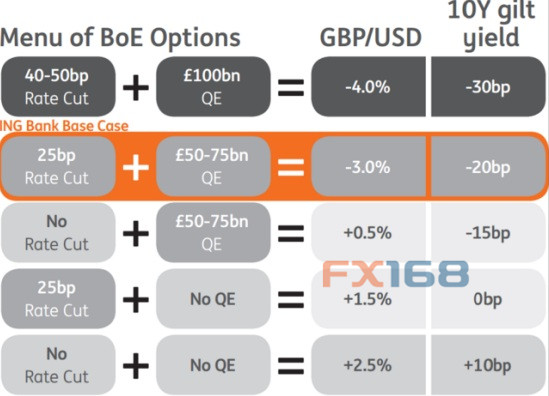 10Y gilt
Menu of BoE Options GBP/USD yield
40-50bp £100bn
Rate Cut + QE = -4.0% -30bp
ING Bank Base Case
25bp £50-75bn
Rate Cut + QE = -3.0% -20bp
No £50-75bn
Rate Cut + QE = +0.5% -15bp
FX168
25bp
Rate Cut + No QE = +1.5% 0bp
No
Rate Cut + No QE = +2.5% +10bp